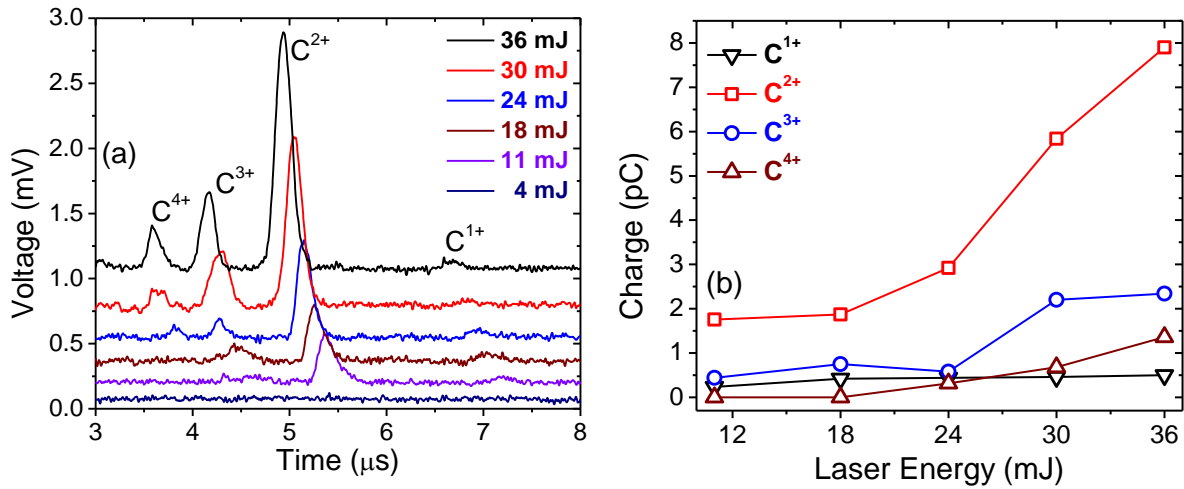 (a)
Voltage (mV)
3.0
2.5
2.0
1.5
1.0
0.5
0.0
3 4 5 6 7 8
Time (μs)
C⁴⁺
C³⁺
C²⁺
C¹⁺
36 mJ
30 mJ
24 mJ
18 mJ
11 mJ
4 mJ
(b)
Charge (pC)
8
7
6
5
4
3
2
1
0
12 18 24 30 36
Laser Energy (mJ)
C¹⁺
C²⁺
C³⁺
C⁴⁺